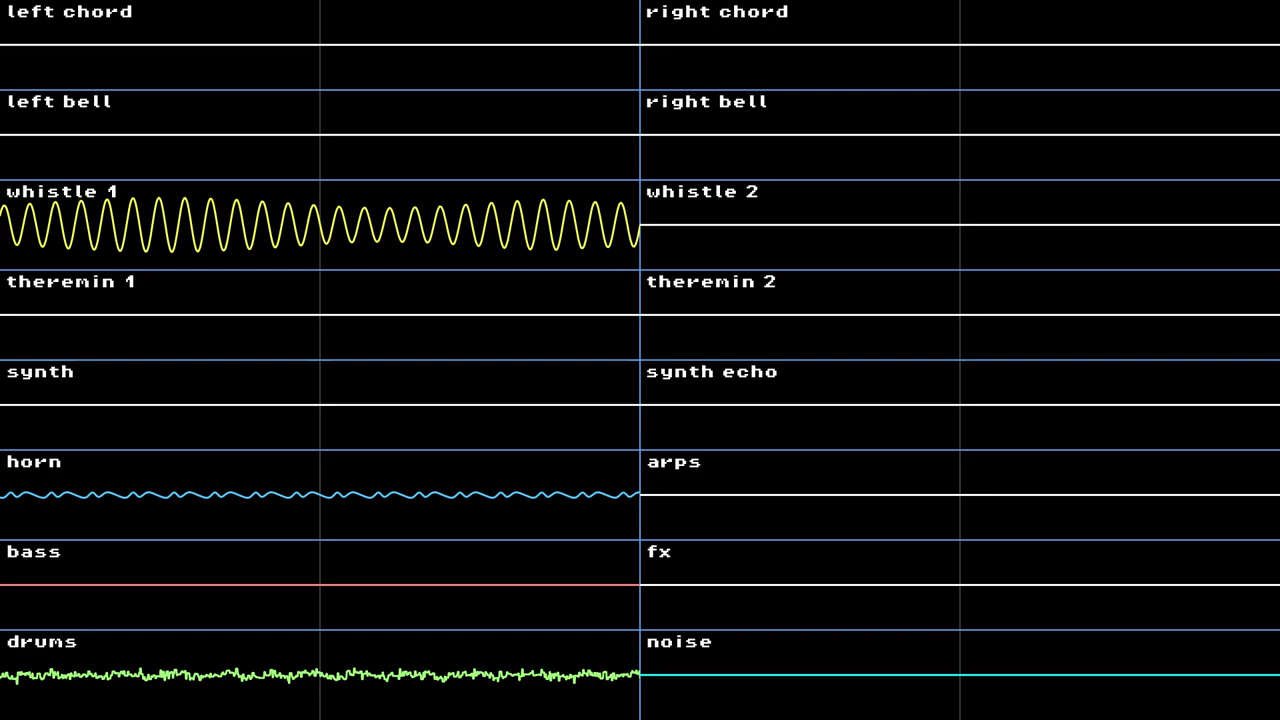 left chord
right chord
left bell
right bell
whistle 1
whistle 2
theremin 1
theremin 2
synth
synth echo
horn
arps
bass
fx
drums
noise